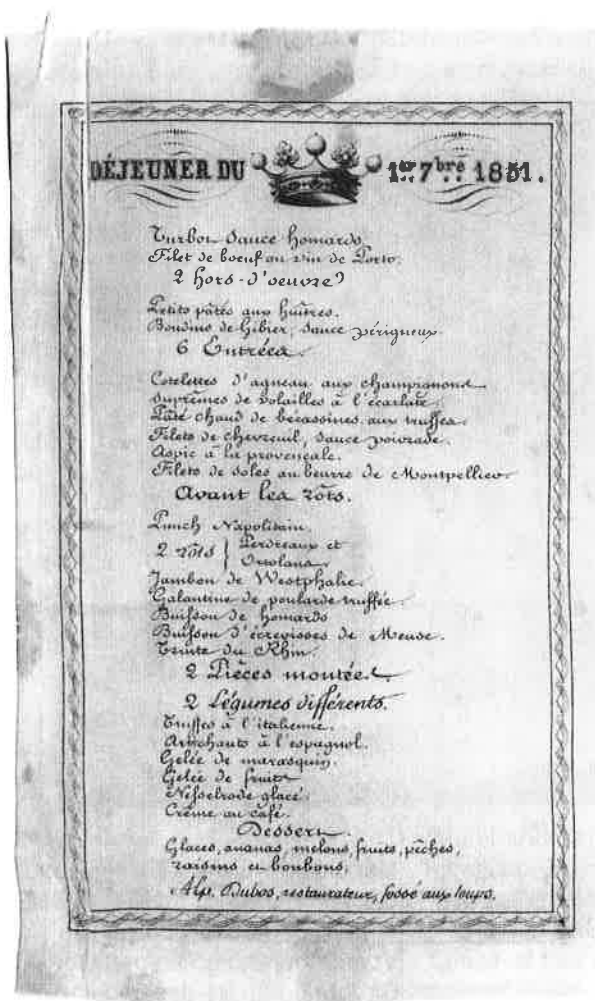 DÉJEUNER DU 1er 7bre 1851.
Turbot sauce homards.
Filet de boeuf au vin de Porto.
2 hors-d'oeuvre
Petits pâtés aux huîtres.
Boudins de Gibier, sauce périgueux.
6 Entrées.
Cotelettes d'agneau aux champignons
Suprêmes de volailles à l'écarlate.
Pâté chaud de bécassines aux truffes.
Filets de chevreuil, sauce poivrade.
Aspic à la provençale.
Filets de soles au beurre de Montpellier.
Avant les rôts.
Punch Napolitain.
2 rôts { Perdreaux et
Ortolans.
Jambon de Westphalie.
Galantine de poularde truffée.
Buisson de homards
Buisson d'écrevisses de Meuse.
Truite du Rhin.
2 Pièces montées
2 Légumes différents.
Truffes à l'italienne.
Artichauts à l'espagnol.
Gelée de marasquin.
Gelée de fruits
Nesselrode glacé.
Crême au café.
Dessert.
Glaces, ananas, melons, fruits, pêches,
raisins et bonbons.
Alp. Dubos, restaurateur, fossé aux loups.